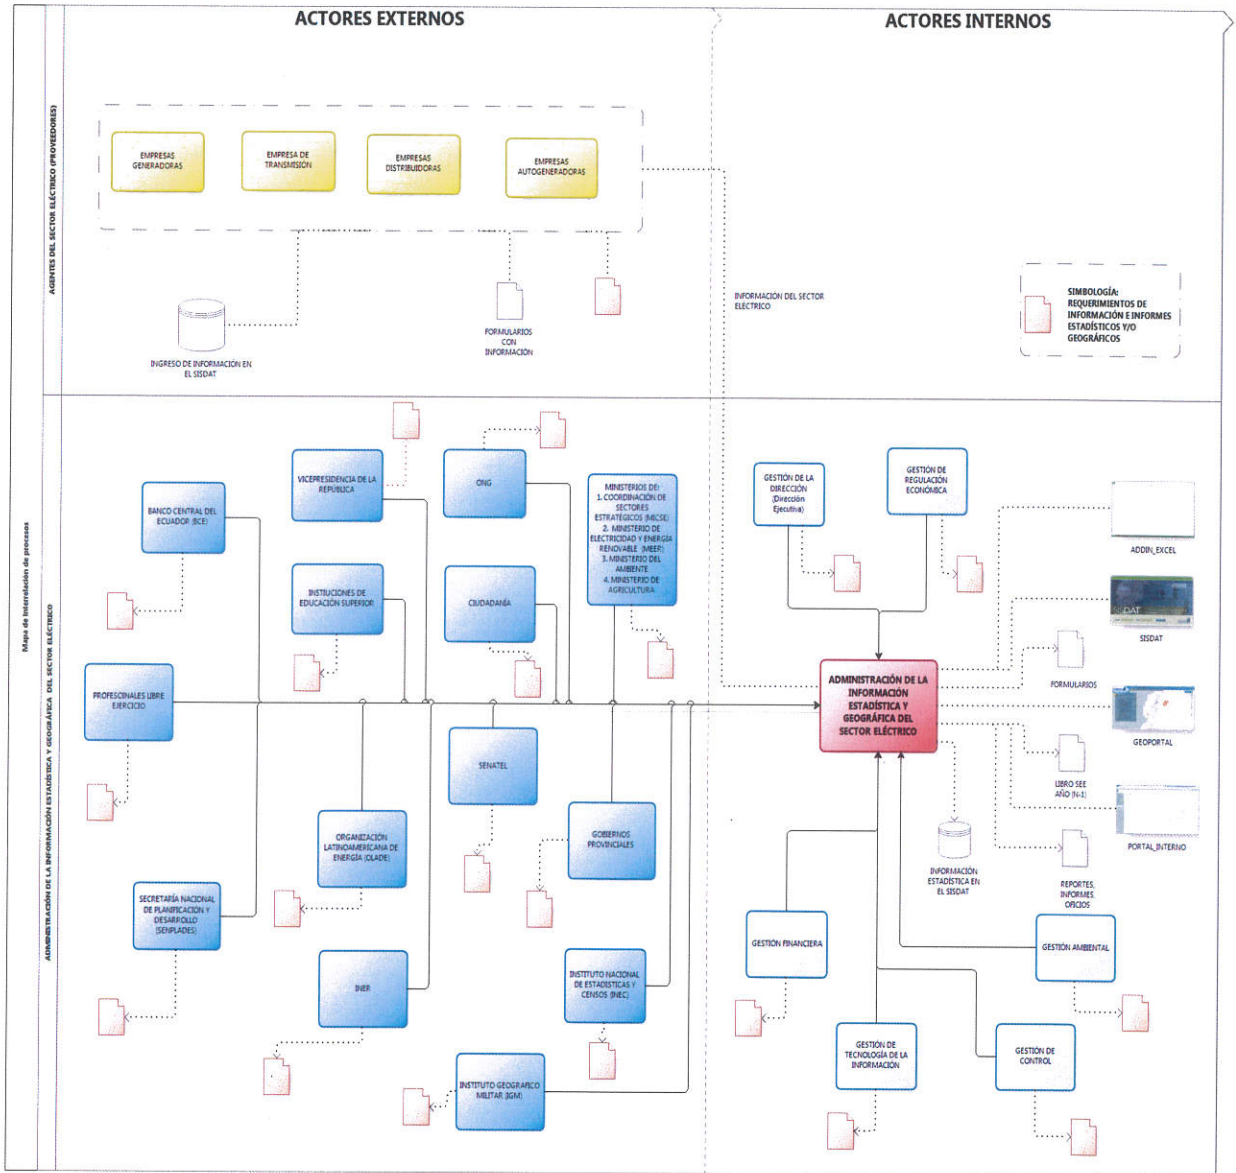 ACTORES EXTERNOS
ACTORES INTERNOS
Mapa de interrelación de procesos
AGENTES DEL SECTOR ELÉCTRICO (PROVEEDORES)
EMPRESAS
GENERADORAS
EMPRESA DE
TRANSMISIÓN
EMPRESAS
DISTRIBUIDORAS
EMPRESAS
AUTOGENERADORAS
INGRESO DE INFORMACIÓN EN
EL SISDAT
FORMULARIOS
CON
INFORMACIÓN
INFORMACIÓN DEL SECTOR
ELÉCTRICO
SIMBOLOGÍA:
REQUERIMIENTOS DE
INFORMACIÓN E INFORMES
ESTADÍSTICOS Y/O
GEOGRÁFICOS
ADMINISTRACIÓN DE LA INFORMACIÓN ESTADÍSTICA Y GEOGRÁFICA DEL SECTOR ELÉCTRICO
BANCO CENTRAL DEL
ECUADOR (BCE)
VICEPRESIDENCIA DE LA
REPÚBLICA
ONG
MINISTERIOS DE:
1. COORDINACIÓN DE
SECTORES
ESTRATÉGICOS (MICSE)
2. MINISTERIO DE
ELECTRICIDAD Y ENERGÍA
RENOVABLE (MEER)
3. MINISTERIO DEL
AMBIENTE
4. MINISTERIO DE
AGRICULTURA
INSTIUCIONES DE
EDUCACIÓN SUPERIOR
CIUDADANÍA
PROFESIONALES LIBRE
EJERCICIO
SENATEL
ORGANIZACIÓN
LATINOAMERICANA DE
ENERGÍA (OLADE)
GOBIERNOS
PROVINCIALES
SECRETARÍA NACIONAL
DE PLANIFICACIÓN Y
DESARROLLO
(SENPLADES)
INER
INSTITUTO NACIONAL
DE ESTADISTICAS Y
CENSOS (INEC)
INSTITUTO GEOGRAFICO
MILITAR (IGM)
GESTIÓN DE LA
DIRECCIÓN
(Dirección
Ejecutiva)
GESTIÓN DE
REGULACIÓN
ECONÓMICA
ADMINISTRACIÓN DE LA
INFORMACIÓN
ESTADÍSTICA Y
GEOGRÁFICA DEL
SECTOR ELÉCTRICO
ADDIN_EXCEL
SISDAT
SISDAT
FORMULARIOS
GEOPORTAL
LIBRO SEE
AÑO (N-1)
PORTAL_INTERNO
INFORMACIÓN
ESTADÍSTICA EN
EL SISDAT
REPORTES,
INFORMES,
OFICIOS
GESTIÓN FINANCIERA
GESTIÓN AMBIENTAL
GESTIÓN DE
TECNOLOGÍA DE LA
INFORMACIÓN
GESTIÓN DE
CONTROL